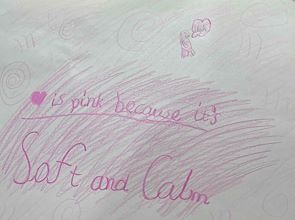 ♥ is pink because it's
Soft and Calm